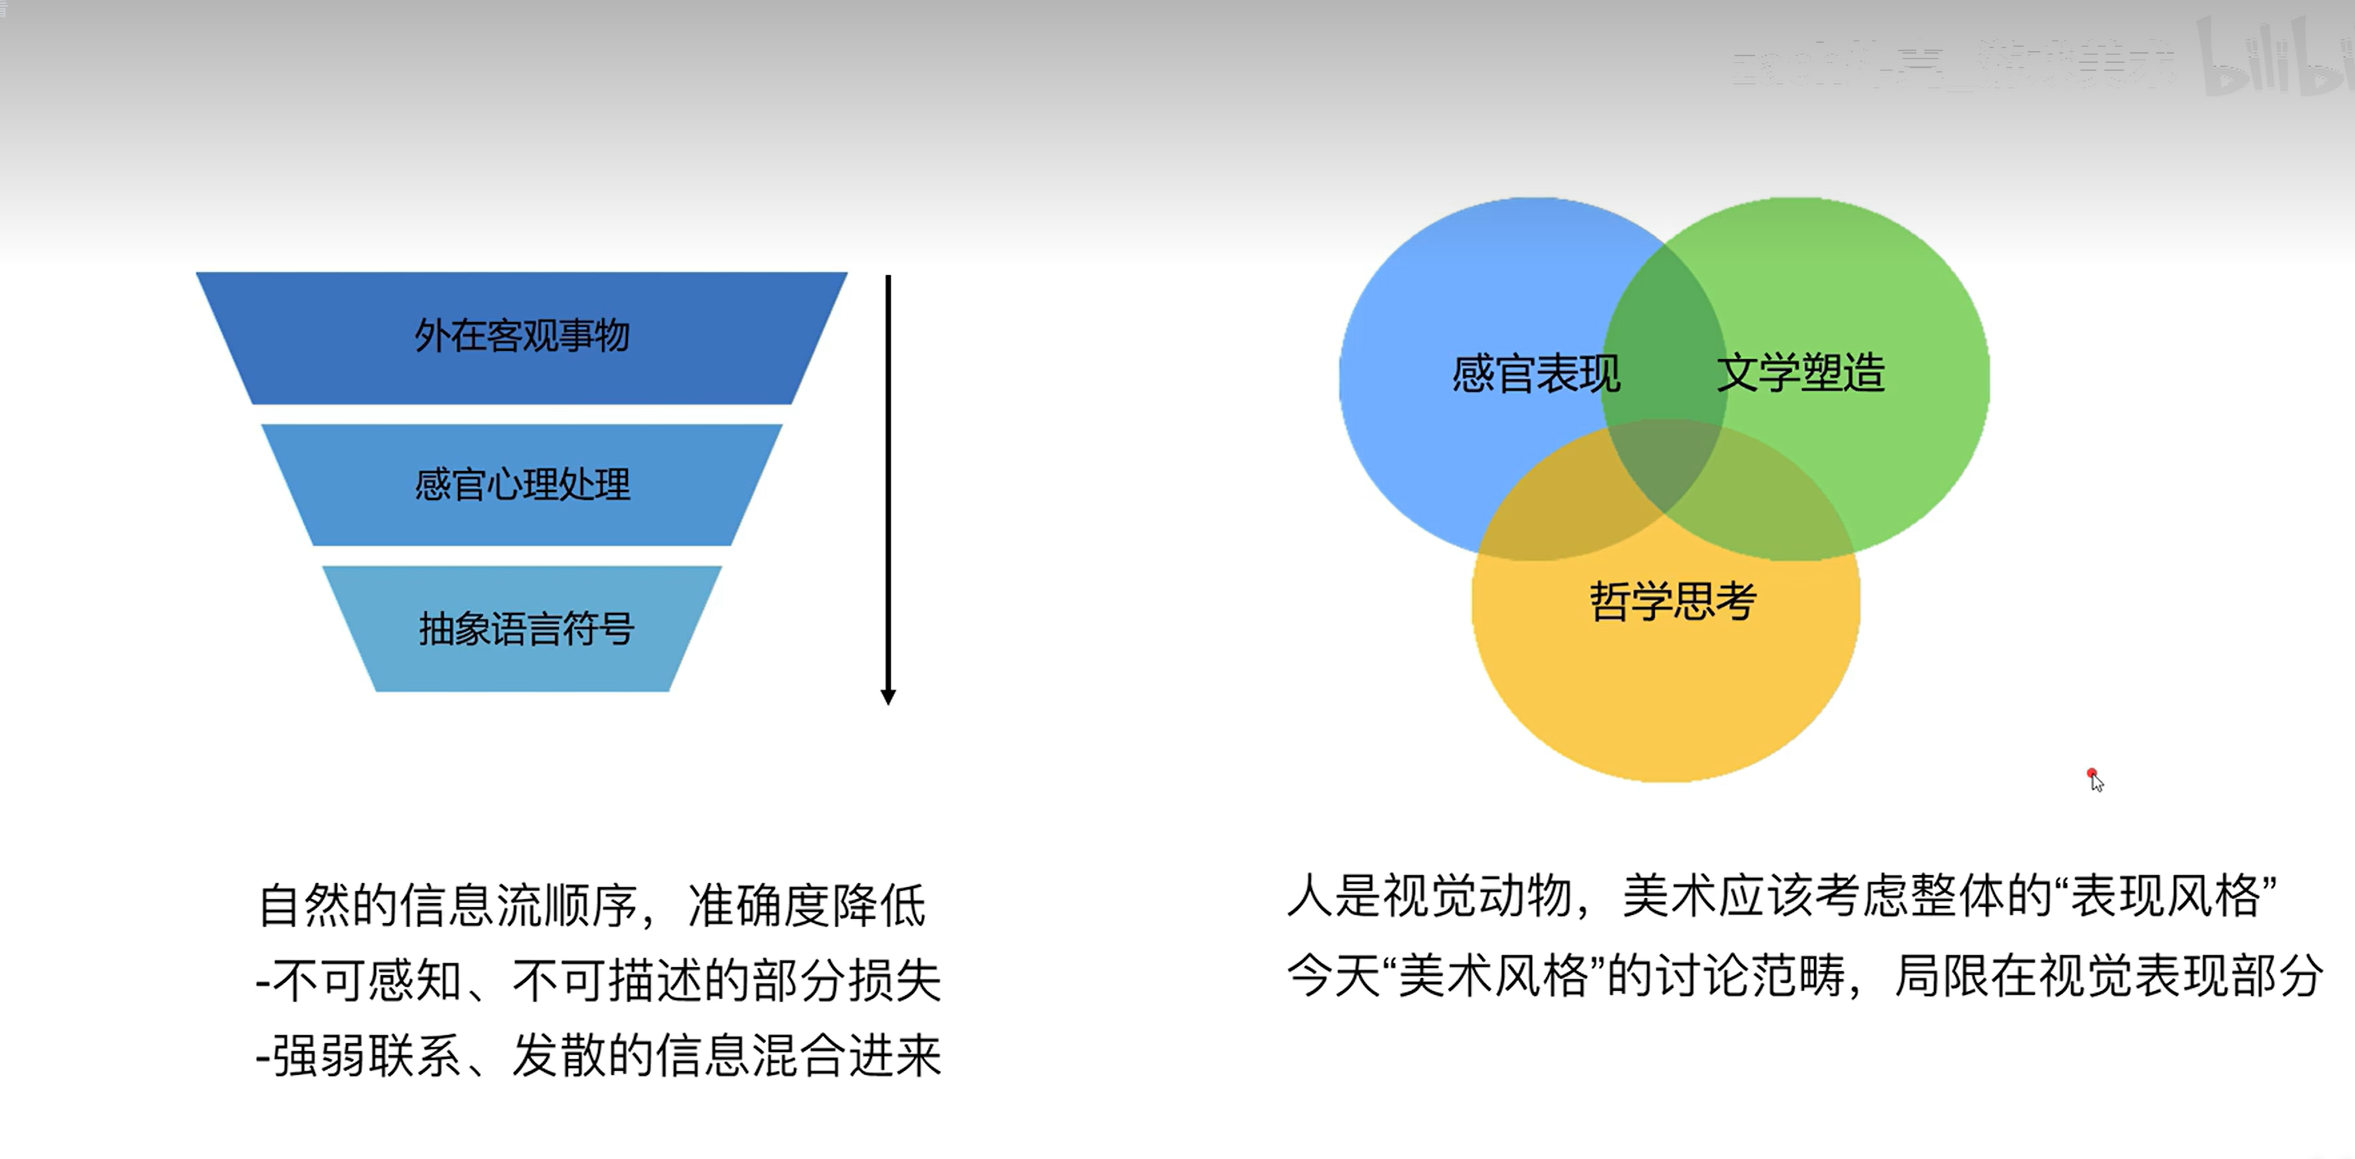 外在客观事物
感官心理处理
抽象语言符号
自然的信息流顺序，准确度降低
-不可感知、不可描述的部分损失
-强弱联系、发散的信息混合进来
感官表现
文学塑造
哲学思考
人是视觉动物，美术应该考虑整体的“表现风格”
今天“美术风格”的讨论范畴，局限在视觉表现部分